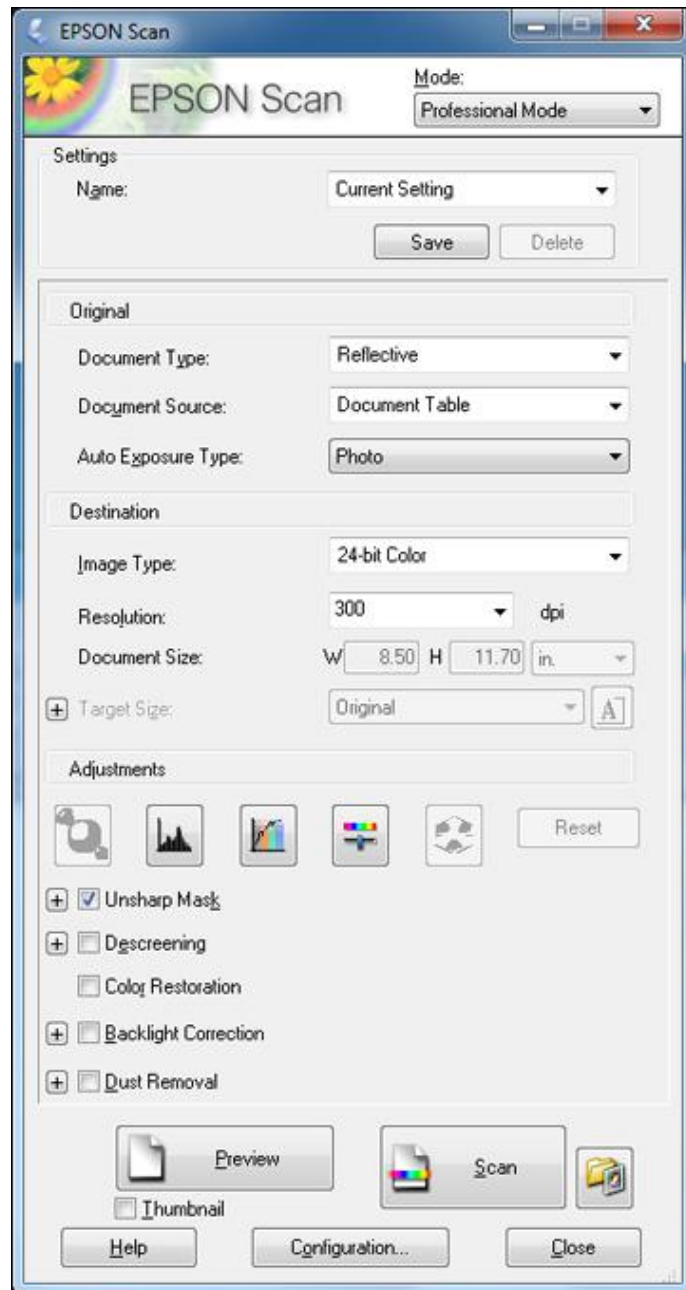 EPSON Scan
EPSON Scan
Mode:
Professional Mode
Settings
Name: Current Setting
Save Delete
Original
Document Type: Reflective
Document Source: Document Table
Auto Exposure Type: Photo
Destination
Image Type: 24-bit Color
Resolution: 300 dpi
Document Size: W 8.50 H 11.70 in.
Target Size: Original A
Adjustments
Reset
Unsharp Mask
Descreening
Color Restoration
Backlight Correction
Dust Removal
Preview Scan
Thumbnail
Help Configuration... Close